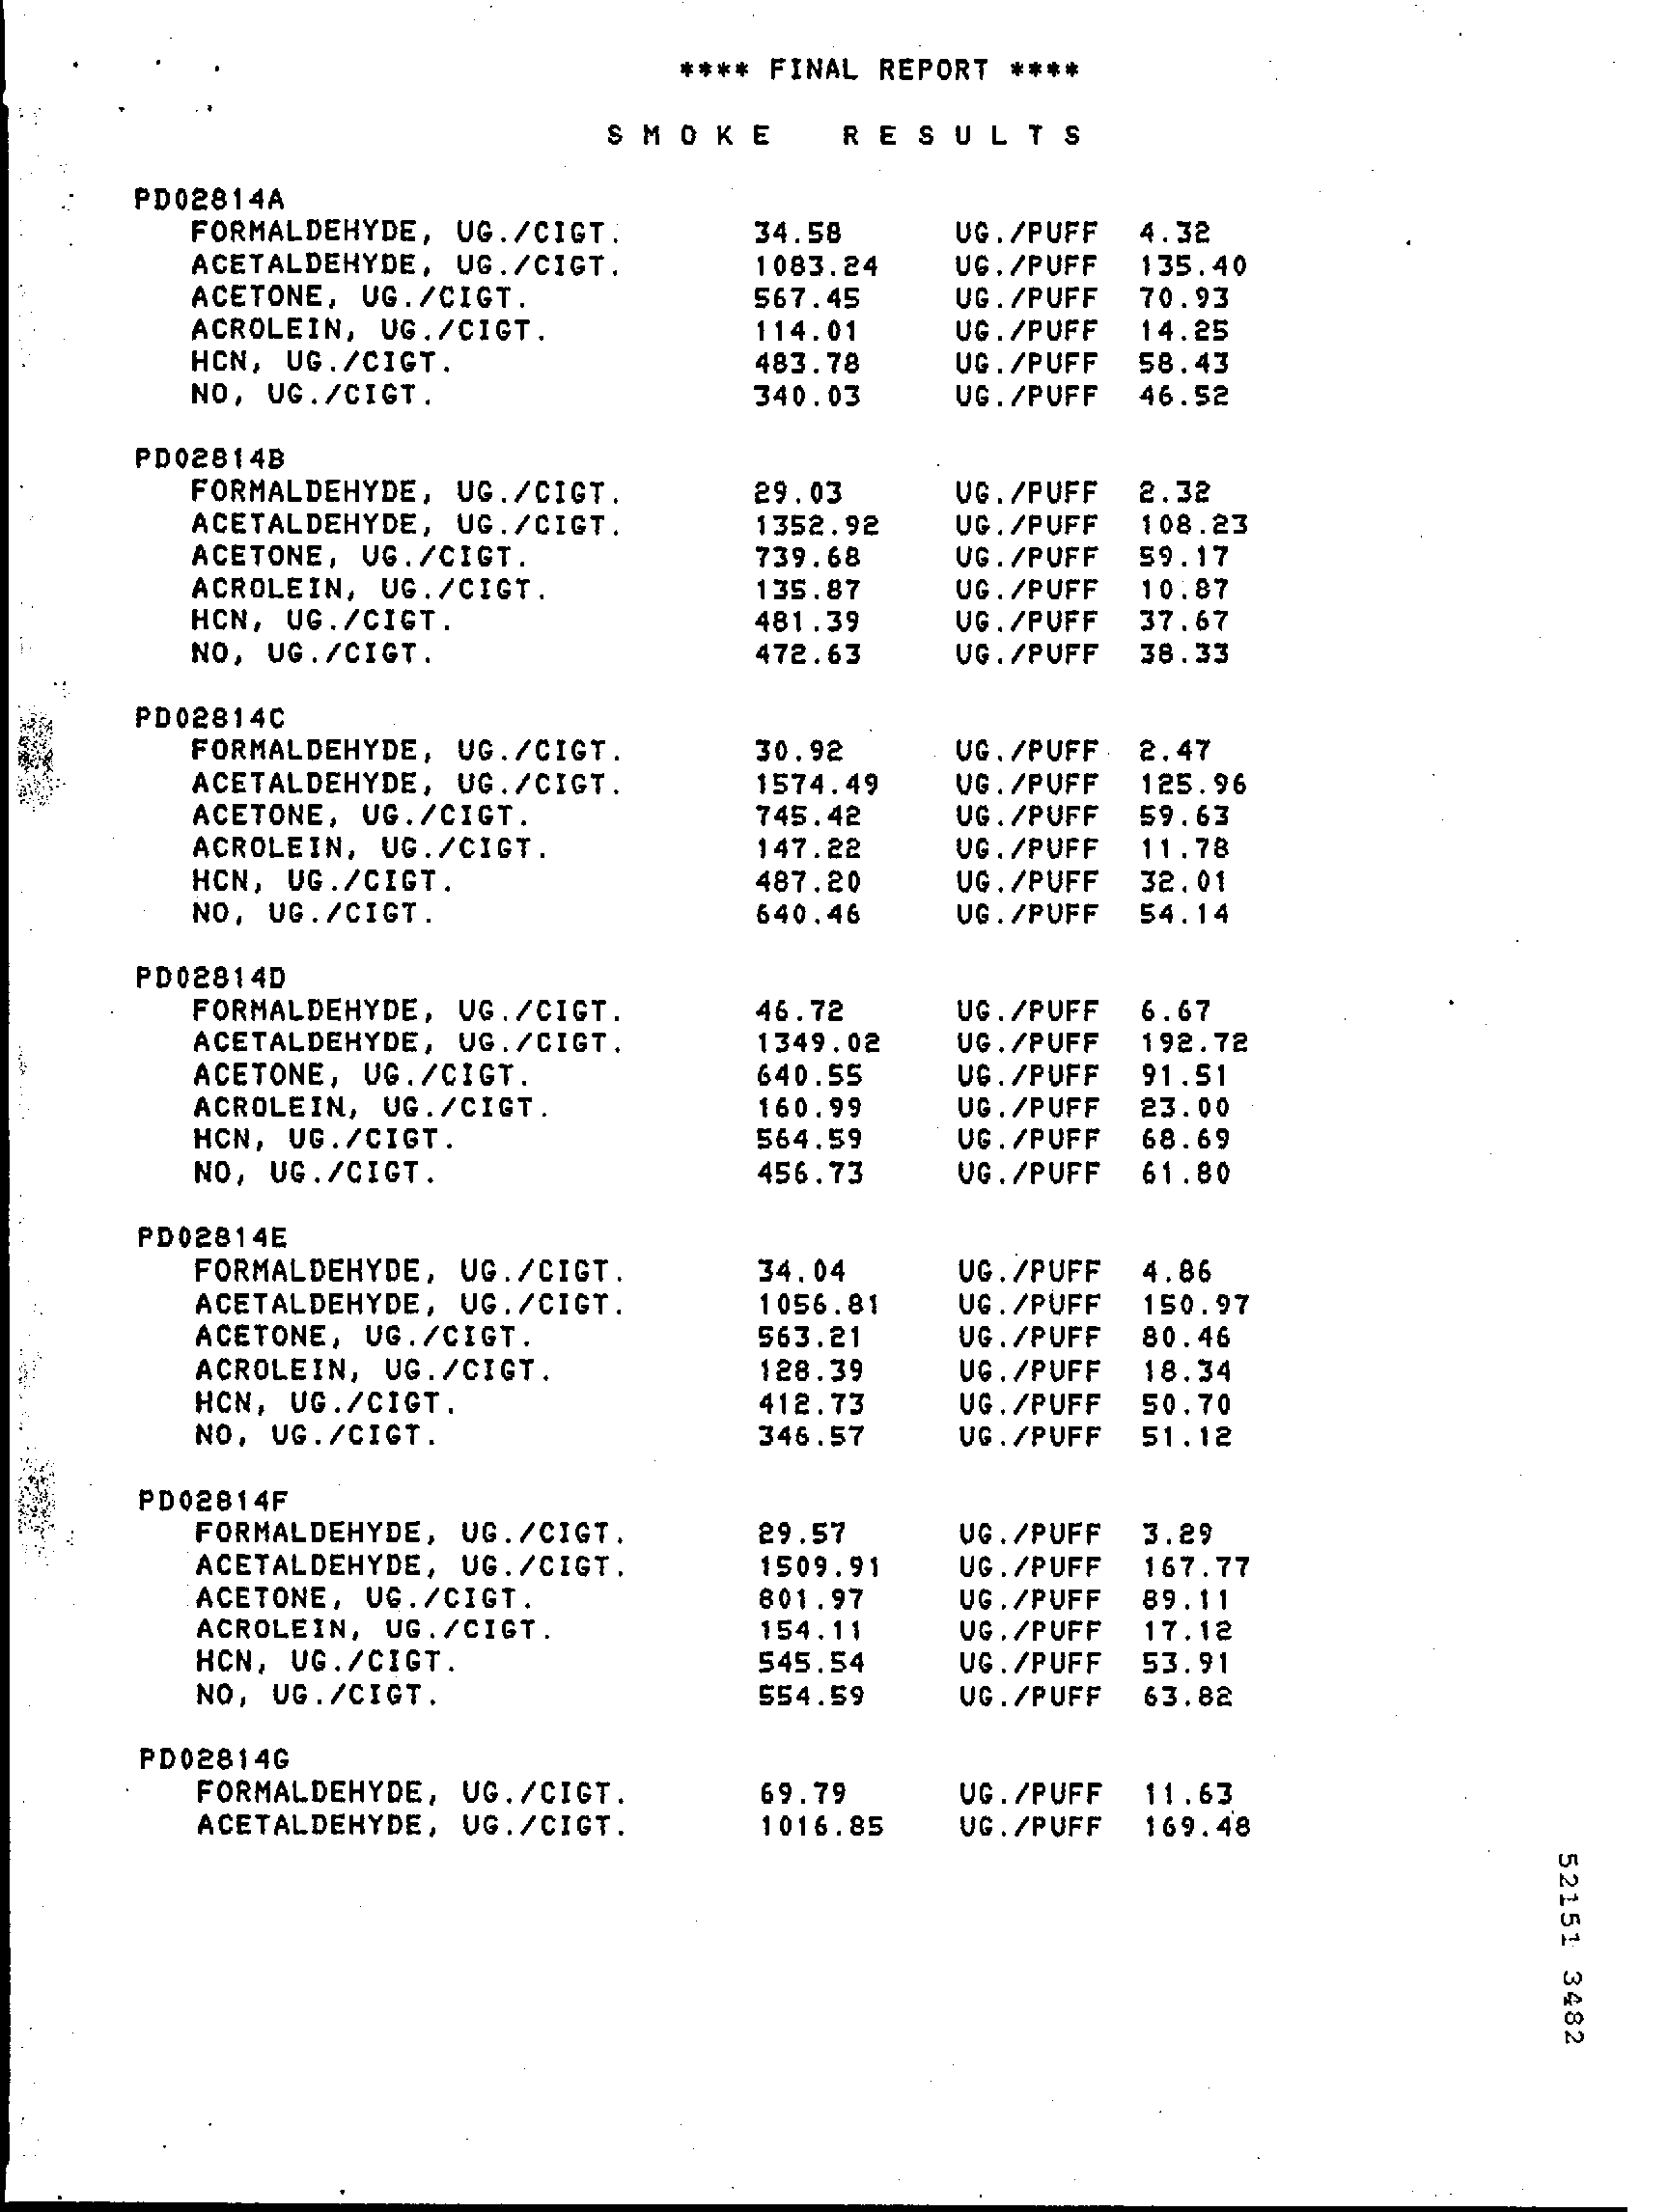 **** FINAL REPORT ****
S M O K E   R E S U L T S
PD02814A
FORMALDEHYDE, UG./CIGT. 34.58 UG./PUFF 4.32
ACETALDEHYDE, UG./CIGT. 1083.24 UG./PUFF 135.40
ACETONE, UG./CIGT. 567.45 UG./PUFF 70.93
ACROLEIN, UG./CIGT. 114.01 UG./PUFF 14.25
HCN, UG./CIGT. 483.78 UG./PUFF 58.43
NO, UG./CIGT. 340.03 UG./PUFF 46.52
PD02814B
FORMALDEHYDE, UG./CIGT. 29.03 UG./PUFF 2.32
ACETALDEHYDE, UG./CIGT. 1352.92 UG./PUFF 108.23
ACETONE, UG./CIGT. 739.68 UG./PUFF 59.17
ACROLEIN, UG./CIGT. 135.87 UG./PUFF 10.87
HCN, UG./CIGT. 481.39 UG./PUFF 37.67
NO, UG./CIGT. 472.63 UG./PUFF 38.33
PD02814C
FORMALDEHYDE, UG./CIGT. 30.92 UG./PUFF 2.47
ACETALDEHYDE, UG./CIGT. 1574.49 UG./PUFF 125.96
ACETONE, UG./CIGT. 745.42 UG./PUFF 59.63
ACROLEIN, UG./CIGT. 147.22 UG./PUFF 11.78
HCN, UG./CIGT. 487.20 UG./PUFF 32.01
NO, UG./CIGT. 640.46 UG./PUFF 54.14
PD02814D
FORMALDEHYDE, UG./CIGT. 46.72 UG./PUFF 6.67
ACETALDEHYDE, UG./CIGT. 1349.02 UG./PUFF 192.72
ACETONE, UG./CIGT. 640.55 UG./PUFF 91.51
ACROLEIN, UG./CIGT. 160.99 UG./PUFF 23.00
HCN, UG./CIGT. 564.59 UG./PUFF 68.69
NO, UG./CIGT. 456.73 UG./PUFF 61.80
PD02814E
FORMALDEHYDE, UG./CIGT. 34.04 UG./PUFF 4.86
ACETALDEHYDE, UG./CIGT. 1056.81 UG./PUFF 150.97
ACETONE, UG./CIGT. 563.21 UG./PUFF 80.46
ACROLEIN, UG./CIGT. 128.39 UG./PUFF 18.34
HCN, UG./CIGT. 412.73 UG./PUFF 50.70
NO, UG./CIGT. 346.57 UG./PUFF 51.12
PD02814F
FORMALDEHYDE, UG./CIGT. 29.57 UG./PUFF 3.29
ACETALDEHYDE, UG./CIGT. 1509.91 UG./PUFF 167.77
ACETONE, UG./CIGT. 801.97 UG./PUFF 89.11
ACROLEIN, UG./CIGT. 154.11 UG./PUFF 17.12
HCN, UG./CIGT. 545.54 UG./PUFF 53.91
NO, UG./CIGT. 554.59 UG./PUFF 63.82
PD02814G
FORMALDEHYDE, UG./CIGT. 69.79 UG./PUFF 11.63
ACETALDEHYDE, UG./CIGT. 1016.85 UG./PUFF 169.48
52151 3482